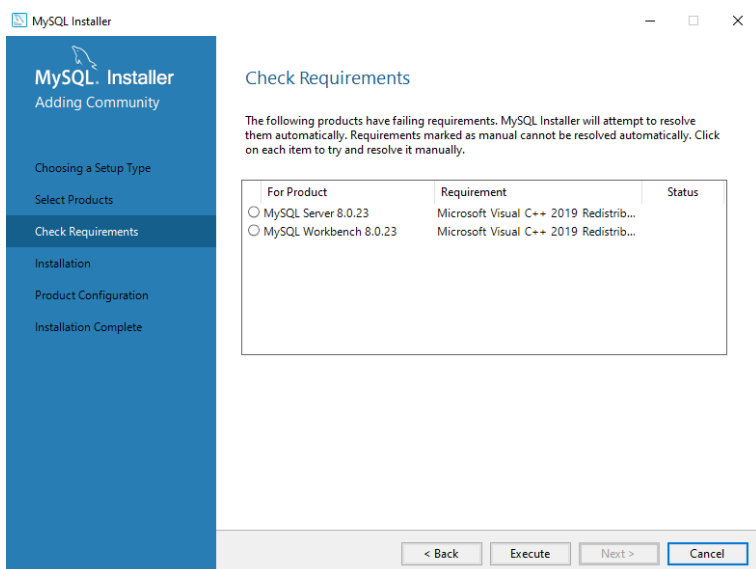 MySQL Installer
MySQL. Installer
Adding Community
Choosing a Setup Type
Select Products
Check Requirements
Installation
Product Configuration
Installation Complete
Check Requirements
The following products have failing requirements. MySQL Installer will attempt to resolve
them automatically. Requirements marked as manual cannot be resolved automatically. Click
on each item to try and resolve it manually.
For Product Requirement Status
MySQL Server 8.0.23 Microsoft Visual C++ 2019 Redistrib...
MySQL Workbench 8.0.23 Microsoft Visual C++ 2019 Redistrib...
< Back Execute Next > Cancel